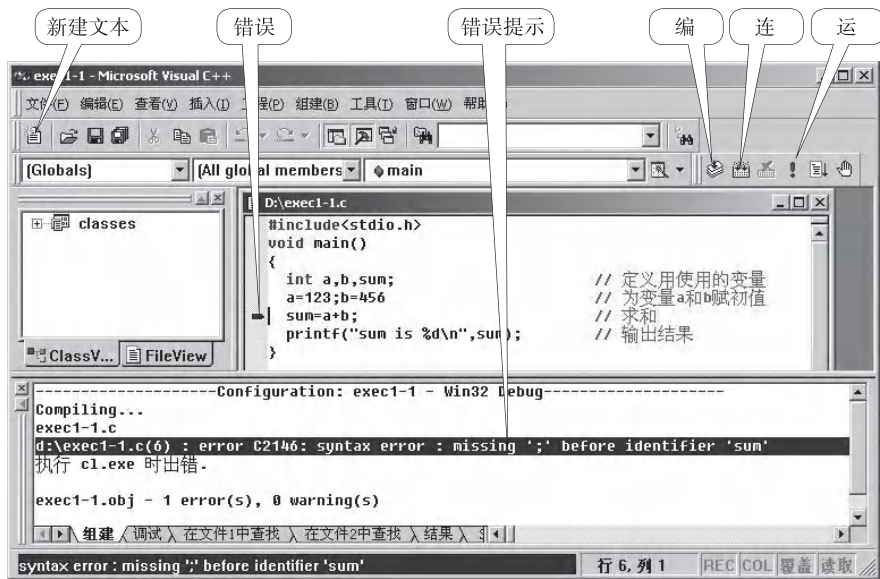 新建文本
错误
错误提示
编
连
运
exec1-1 - Microsoft Visual C++
文件(F) 编辑(E) 查看(V) 插入(I) 工程(P) 组建(B) 工具(T) 窗口(W) 帮助
(Globals) (All global members main
classes
ClassV... FileView
D:\exec1-1.c
#include<stdio.h>
void main()
{
int a,b,sum; // 定义用使用的变量
a=123;b=456 // 为变量a和b赋初值
sum=a+b; // 求和
printf("sum is %d\n",sum); // 输出结果
}
--------------------Configuration: exec1-1 - Win32 Debug--------------------
Compiling...
exec1-1.c
d:\exec1-1.c(6) : error C2146: syntax error : missing ';' before identifier 'sum'
执行 cl.exe 时出错.
exec1-1.obj - 1 error(s), 0 warning(s)
组建 调试 在文件1中查找 在文件2中查找 结果
syntax error : missing ';' before identifier 'sum' 行 6, 列 1 REC COL 覆盖 读取